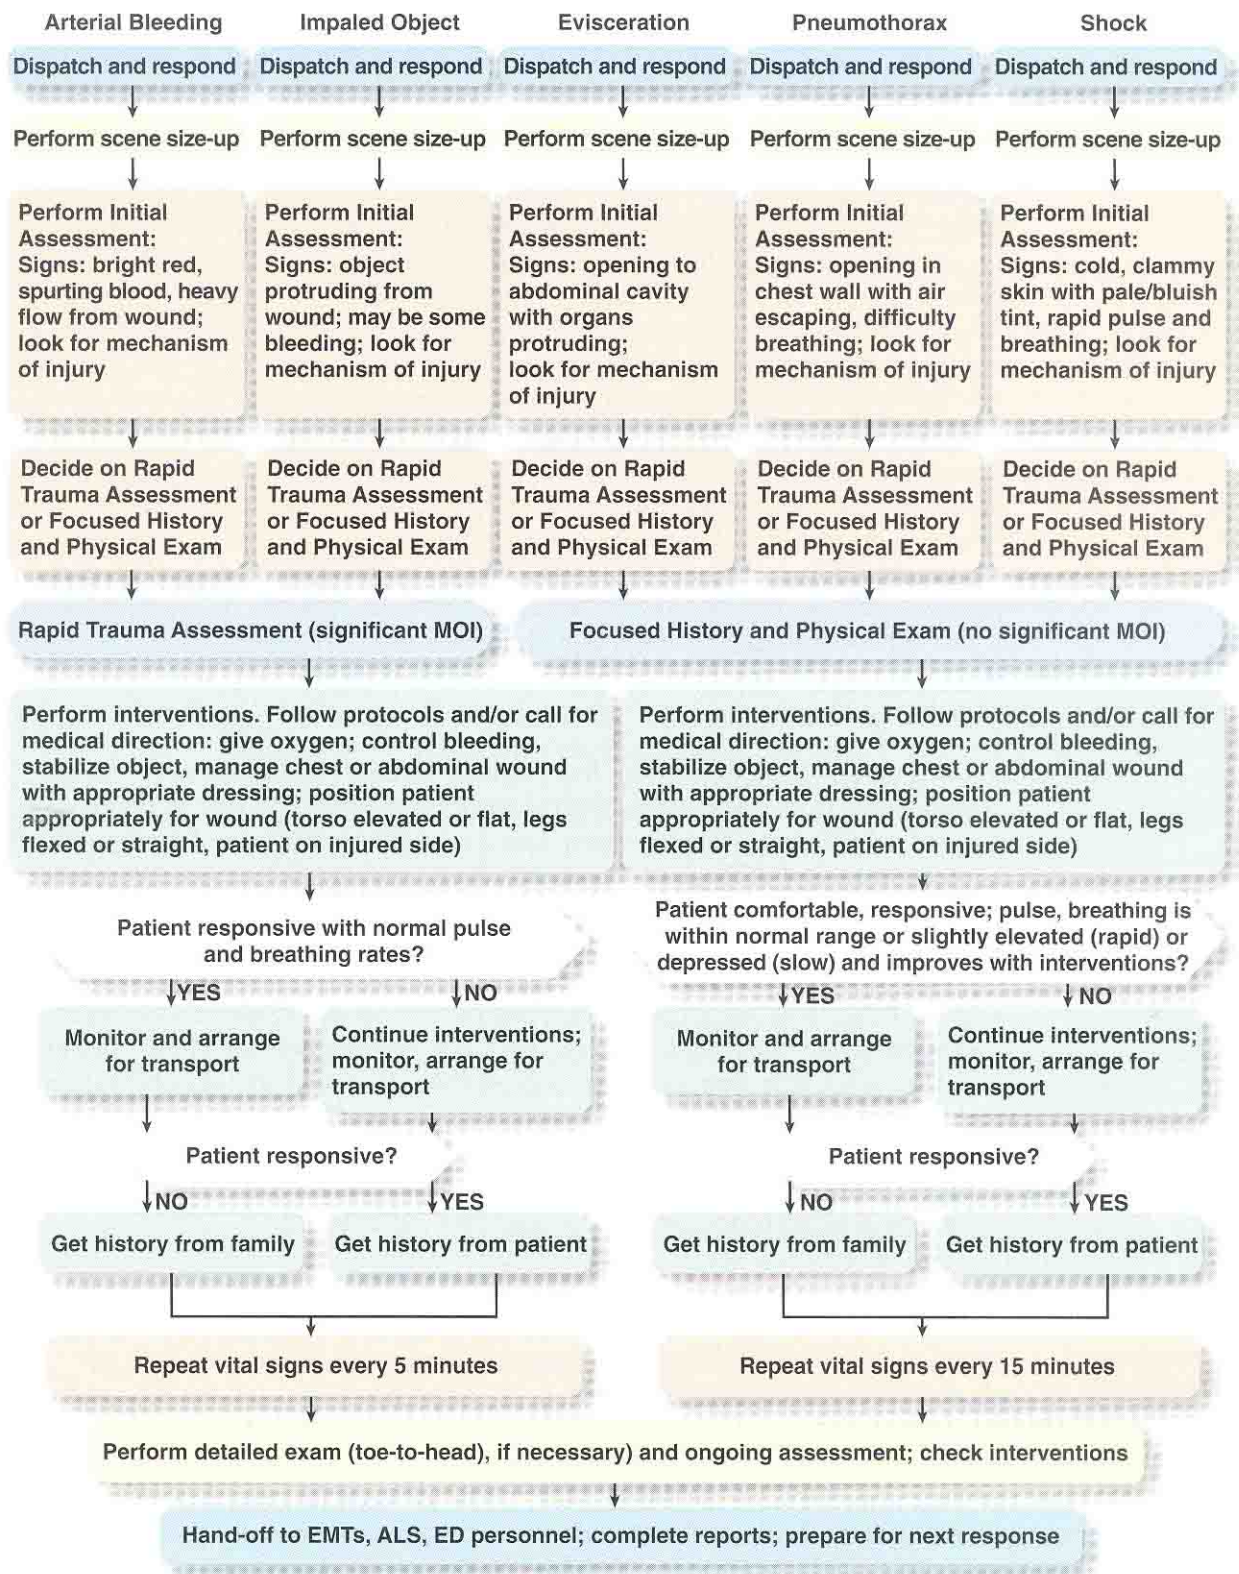 Arterial Bleeding
Impaled Object
Evisceration
Pneumothorax
Shock
Dispatch and respond
Dispatch and respond
Dispatch and respond
Dispatch and respond
Dispatch and respond
Perform scene size-up
Perform scene size-up
Perform scene size-up
Perform scene size-up
Perform scene size-up
Perform Initial
Assessment:
Signs: bright red,
spurting blood, heavy
flow from wound;
look for mechanism
of injury
Perform Initial
Assessment:
Signs: object
protruding from
wound; may be some
bleeding; look for
mechanism of injury
Perform Initial
Assessment:
Signs: opening to
abdominal cavity
with organs
protruding;
look for mechanism
of injury
Perform Initial
Assessment:
Signs: opening in
chest wall with air
escaping, difficulty
breathing; look for
mechanism of injury
Perform Initial
Assessment:
Signs: cold, clammy
skin with pale/bluish
tint, rapid pulse and
breathing; look for
mechanism of injury
Decide on Rapid
Trauma Assessment
or Focused History
and Physical Exam
Decide on Rapid
Trauma Assessment
or Focused History
and Physical Exam
Decide on Rapid
Trauma Assessment
or Focused History
and Physical Exam
Decide on Rapid
Trauma Assessment
or Focused History
and Physical Exam
Decide on Rapid
Trauma Assessment
or Focused History
and Physical Exam
Rapid Trauma Assessment (significant MOI)
Focused History and Physical Exam (no significant MOI)
Perform interventions. Follow protocols and/or call for
medical direction: give oxygen; control bleeding,
stabilize object, manage chest or abdominal wound
with appropriate dressing; position patient
appropriately for wound (torso elevated or flat, legs
flexed or straight, patient on injured side)
Perform interventions. Follow protocols and/or call for
medical direction: give oxygen; control bleeding,
stabilize object, manage chest or abdominal wound
with appropriate dressing; position patient
appropriately for wound (torso elevated or flat, legs
flexed or straight, patient on injured side)
Patient responsive with normal pulse
and breathing rates?
Patient comfortable, responsive; pulse, breathing is
within normal range or slightly elevated (rapid) or
depressed (slow) and improves with interventions?
YES
NO
YES
NO
Monitor and arrange
for transport
Continue interventions;
monitor, arrange for
transport
Monitor and arrange
for transport
Continue interventions;
monitor, arrange for
transport
Patient responsive?
Patient responsive?
NO
YES
NO
YES
Get history from family
Get history from patient
Get history from family
Get history from patient
Repeat vital signs every 5 minutes
Repeat vital signs every 15 minutes
Perform detailed exam (toe-to-head), if necessary) and ongoing assessment; check interventions
Hand-off to EMTs, ALS, ED personnel; complete reports; prepare for next response